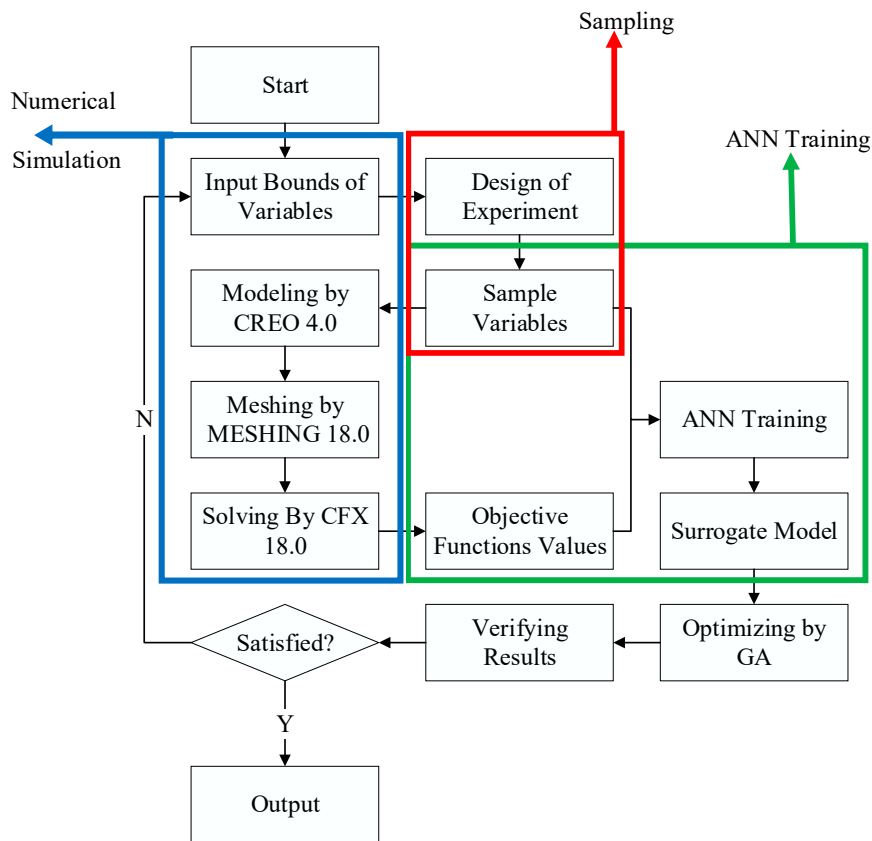 Sampling
Start
Numerical
Simulation
ANN Training
Input Bounds of
Variables
Design of
Experiment
Modeling by
CREO 4.0
Sample
Variables
N
Meshing by
MESHING 18.0
ANN Training
Solving By CFX
18.0
Objective
Functions Values
Surrogate Model
Satisfied?
Verifying
Results
Optimizing by
GA
Y
Output